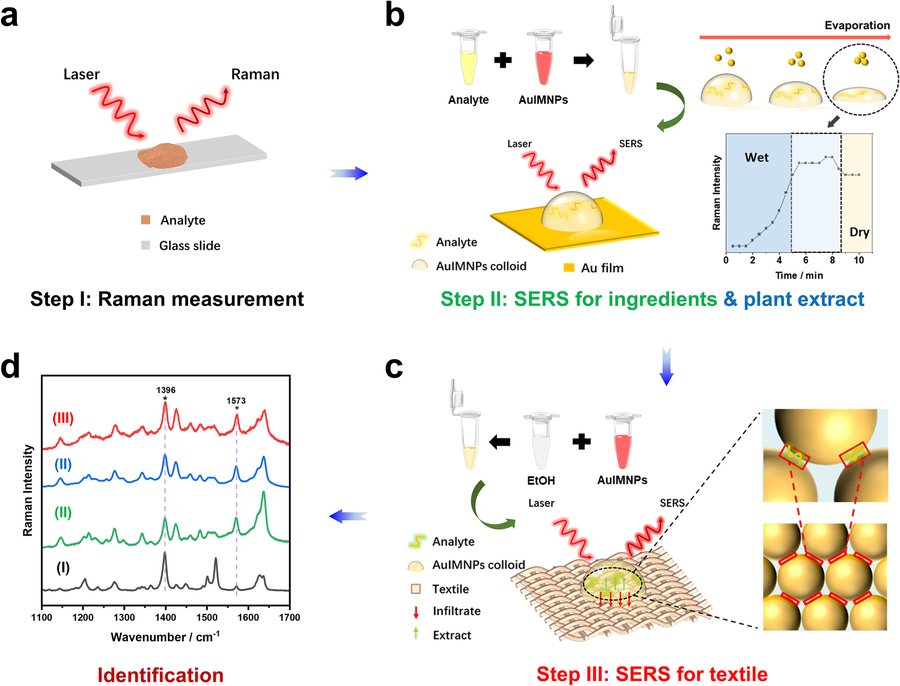 a
Laser
Raman
Analyte
Glass slide
Step I: Raman measurement
b
Analyte
AuIMNPs
Evaporation
Laser
SERS
Analyte
AuIMNPs colloid
Au film
Raman Intensity
Wet
Dry
0 2 4 6 8 10
Time / min
Step II: SERS for ingredients & plant extract
d
Raman Intensity
1396
*
1573
*
(III)
(II)
(II)
(I)
1100 1200 1300 1400 1500 1600 1700
Wavenumber / cm-1
Identification
c
EtOH
AuIMNPs
Laser
SERS
Analyte
AuIMNPs colloid
Textile
Infiltrate
Extract
Step III: SERS for textile